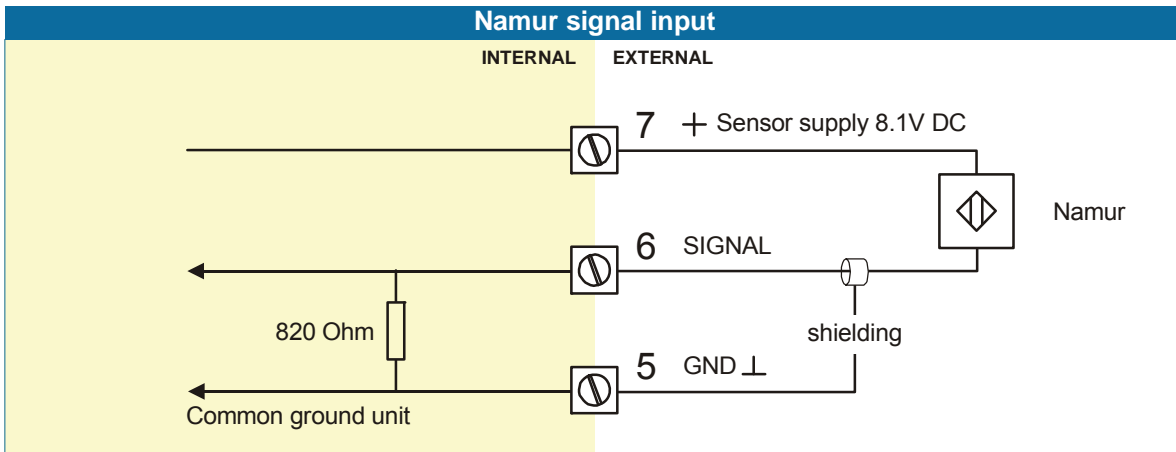 Namur signal input
INTERNAL EXTERNAL
7 + Sensor supply 8.1V DC
Namur
6 SIGNAL
820 Ohm
shielding
5 GND ⊥
Common ground unit